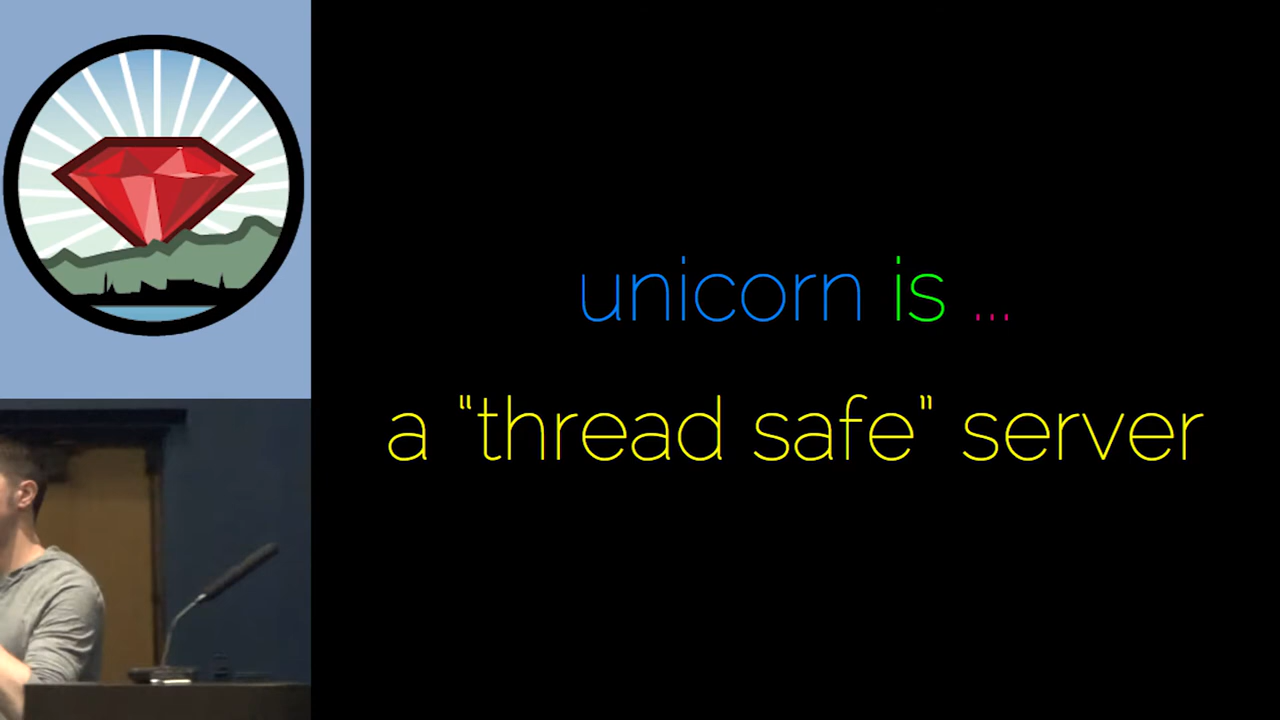 unicorn is ...
a "thread safe" server